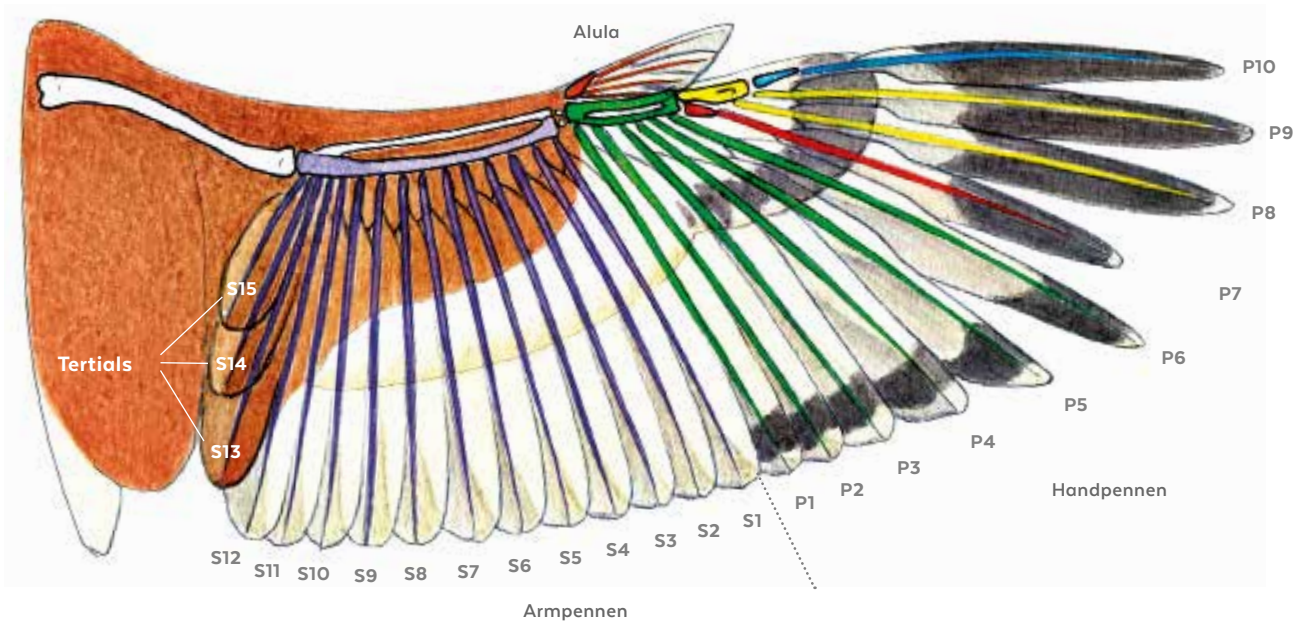 Alula
P10
P9
P8
P7
P6
P5
P4
P3
P2
P1
Handpennen
S15
S14
S13
Tertials
S12
S11
S10
S9
S8
S7
S6
S5
S4
S3
S2
S1
Armpennen